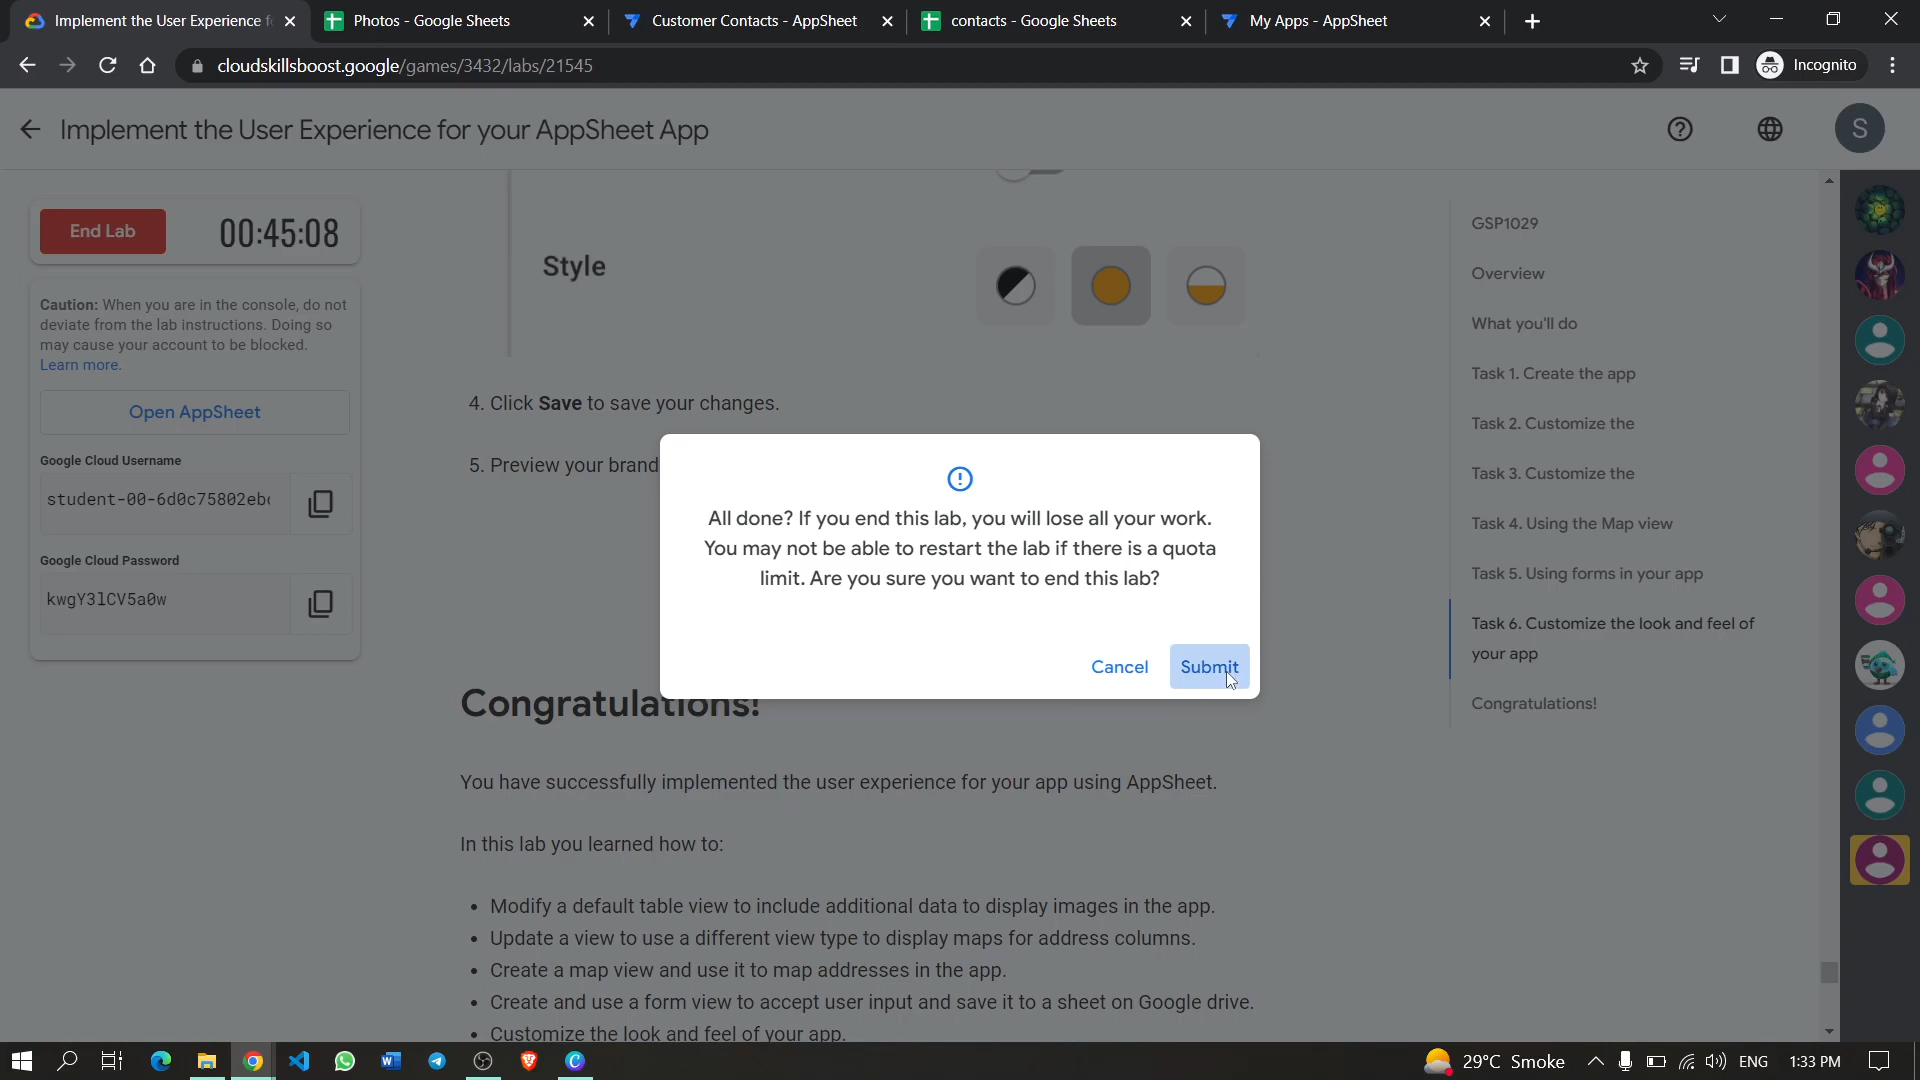 Implement the User Experience f
Photos - Google Sheets
Customer Contacts - AppSheet
contacts - Google Sheets
My Apps - AppSheet
cloudskillsboost.google/games/3432/labs/21545
Incognito
Implement the User Experience for your AppSheet App
S
End Lab
00:45:08
Caution: When you are in the console, do not
deviate from the lab instructions. Doing so
may cause your account to be blocked.
Learn more.
Open AppSheet
Google Cloud Username
student-00-6d0c75802eb
Google Cloud Password
kwgY3lCV5a0w
Style
4. Click Save to save your changes.
5. Preview your brand
All done? If you end this lab, you will lose all your work.
You may not be able to restart the lab if there is a quota
limit. Are you sure you want to end this lab?
Cancel
Submit
Congratulations!
You have successfully implemented the user experience for your app using AppSheet.
In this lab you learned how to:
• Modify a default table view to include additional data to display images in the app.
• Update a view to use a different view type to display maps for address columns.
• Create a map view and use it to map addresses in the app.
• Create and use a form view to accept user input and save it to a sheet on Google drive.
• Customize the look and feel of your app.
GSP1029
Overview
What you'll do
Task 1. Create the app
Task 2. Customize the
Task 3. Customize the
Task 4. Using the Map view
Task 5. Using forms in your app
Task 6. Customize the look and feel of
your app
Congratulations!
29°C Smoke
ENG
1:33 PM